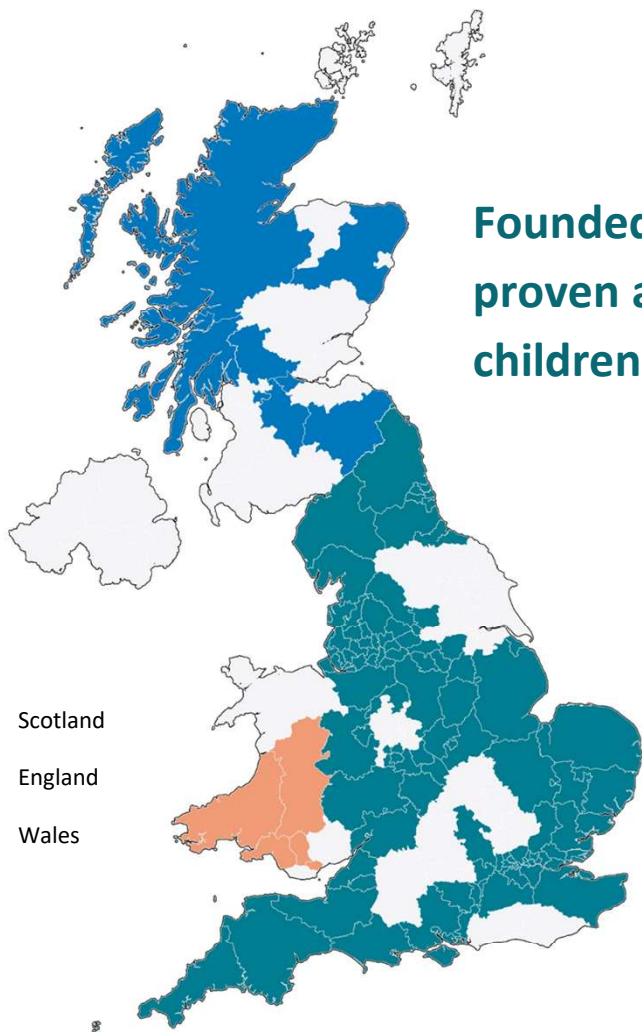 Founded
proven a
children
Scotland
England
Wales